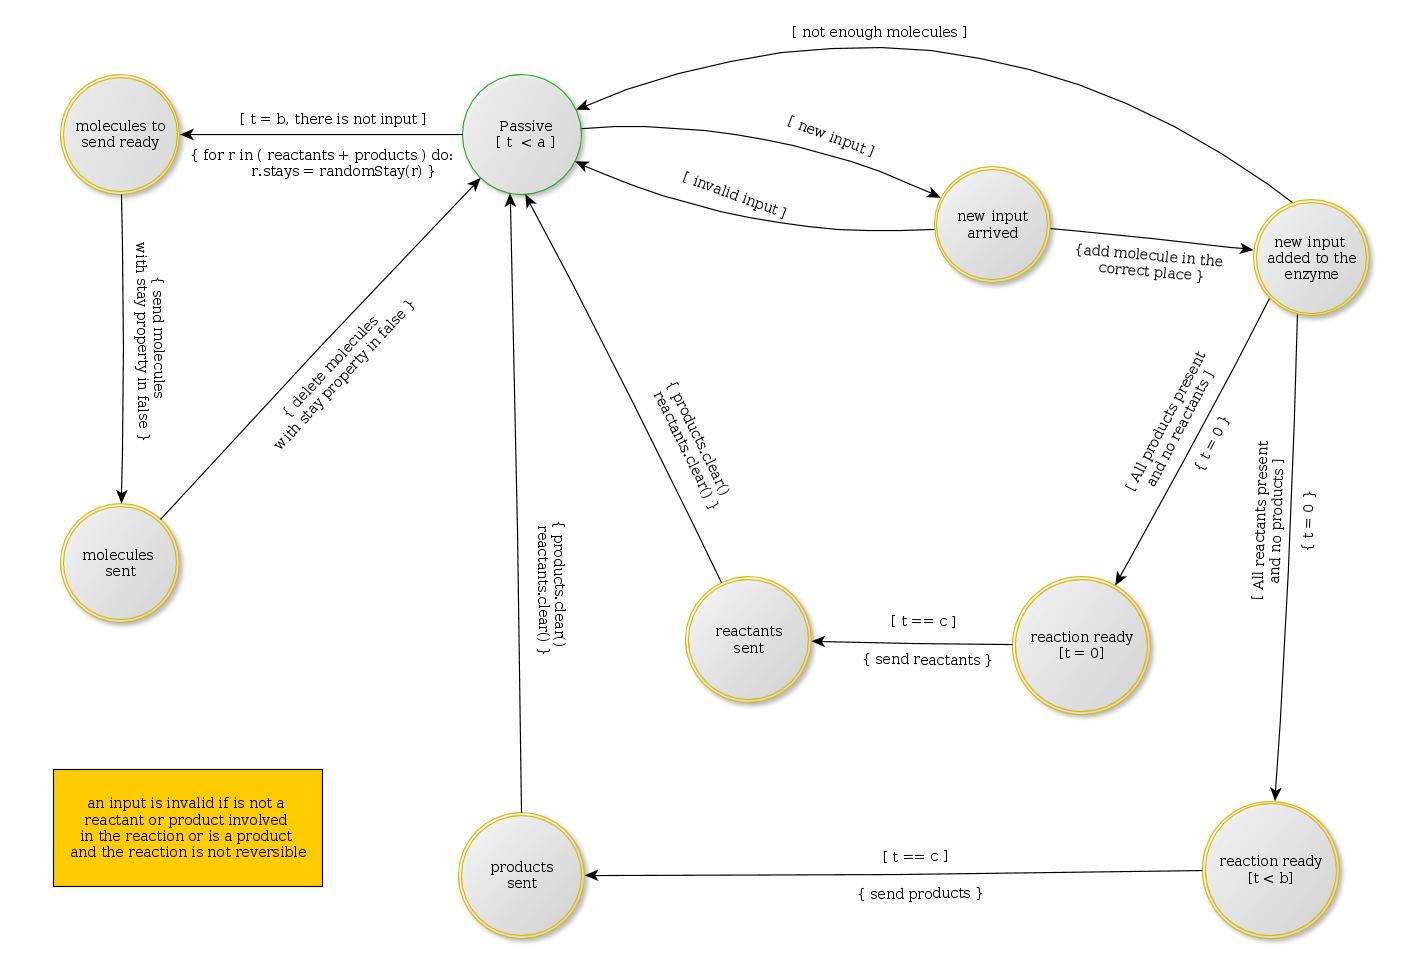 [ not enough molecules ]
molecules to
send ready
[ t = b, there is not input ]
{ for r in ( reactants + products ) do:
r.stays = randomStay(r) }
Passive
[ t < a ]
[ new input ]
[ invalid input ]
new input
arrived
{add molecule in the
correct place }
new input
added to the
enzyme
{ send molecules
with stay property in false }
{ delete molecules
with stay property in false }
{ products.clear()
reactants.clear() }
[ All products present
and no reactants ]
{ t = 0 }
[ All reactants present
and no products ]
{ t = 0 }
molecules
sent
{ products.clear()
reactants.clear() }
reactants
sent
[ t == c ]
{ send reactants }
reaction ready
[t = 0]
an input is invalid if is not a
reactant or product involved
in the reaction or is a product
and the reaction is not reversible
products
sent
[ t == c ]
{ send products }
reaction ready
[t < b]